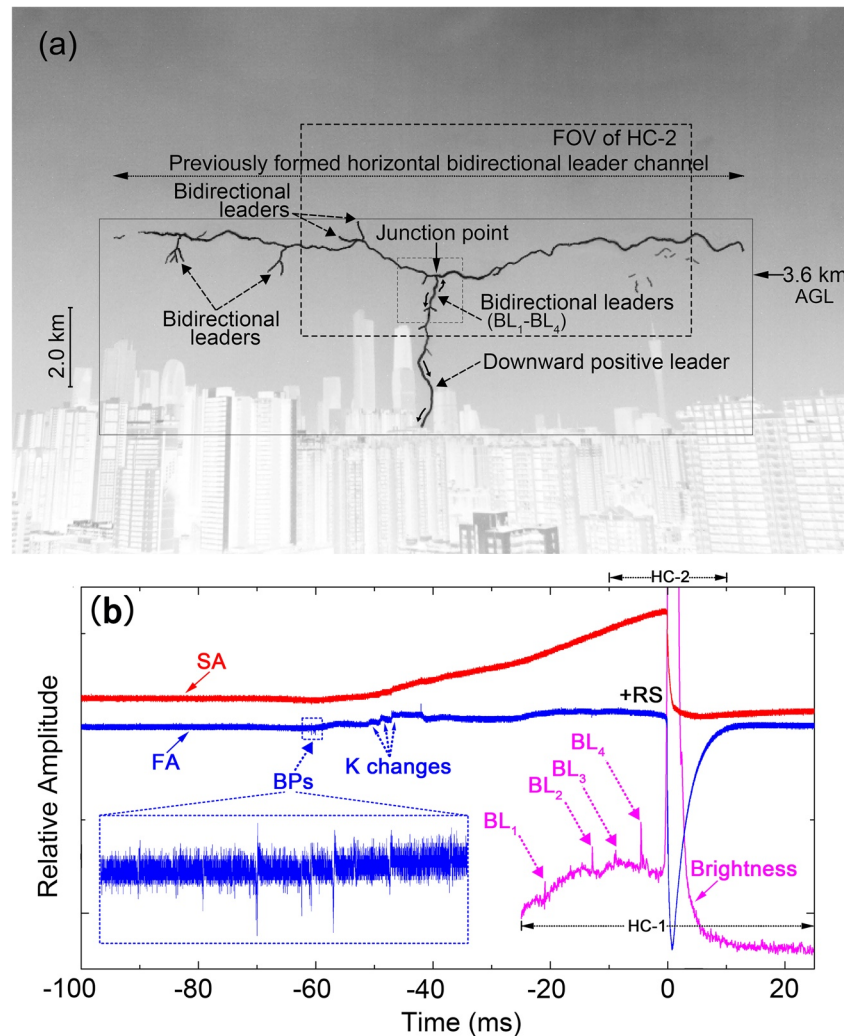 (a)
FOV of HC-2
Previously formed horizontal bidirectional leader channel
Bidirectional
leaders
Junction point
3.6 km
AGL
Bidirectional leaders
(BL₁-BL₄)
Bidirectional
leaders
2.0 km
Downward positive leader
(b)
HC-2
SA
+RS
FA
BPs
K changes
BL₄
BL₃
BL₂
BL₁
Brightness
HC-1
Relative Amplitude
-100 -80 -60 -40 -20 0 20
Time (ms)